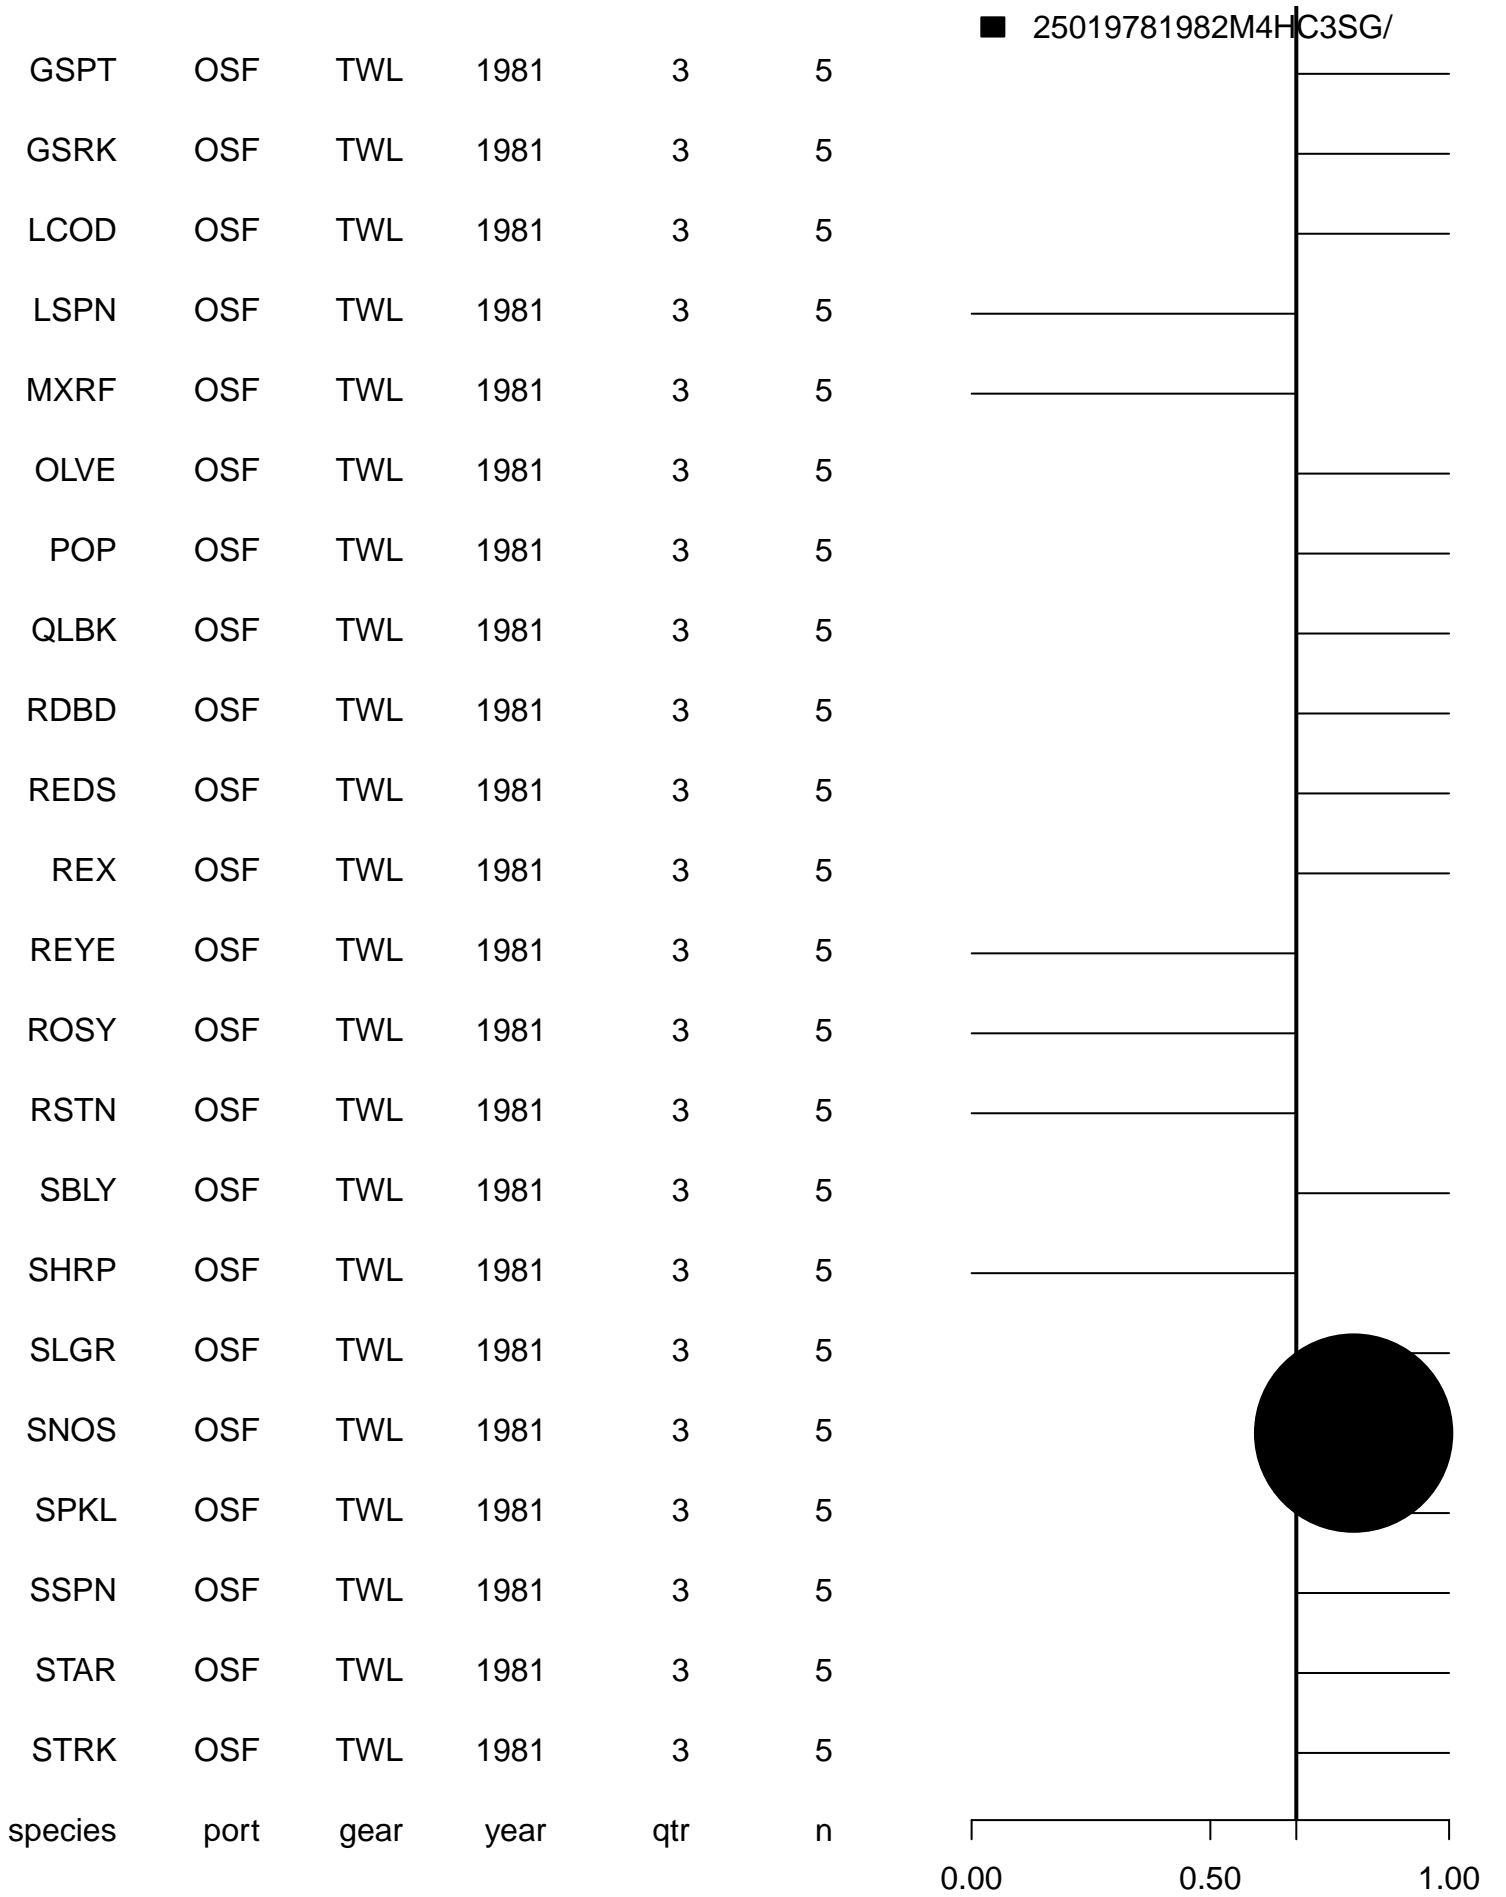 25019781982M4HC3SG/
GSPT OSF TWL 1981 3 5
GSRK OSF TWL 1981 3 5
LCOD OSF TWL 1981 3 5
LSPN OSF TWL 1981 3 5
MXRF OSF TWL 1981 3 5
OLVE OSF TWL 1981 3 5
POP OSF TWL 1981 3 5
QLBK OSF TWL 1981 3 5
RDBD OSF TWL 1981 3 5
REDS OSF TWL 1981 3 5
REX OSF TWL 1981 3 5
REYE OSF TWL 1981 3 5
ROSY OSF TWL 1981 3 5
RSTN OSF TWL 1981 3 5
SBLY OSF TWL 1981 3 5
SHRP OSF TWL 1981 3 5
SLGR OSF TWL 1981 3 5
SNOS OSF TWL 1981 3 5
SPKL OSF TWL 1981 3 5
SSPN OSF TWL 1981 3 5
STAR OSF TWL 1981 3 5
STRK OSF TWL 1981 3 5
species port gear year qtr n
0.00 0.50 1.00